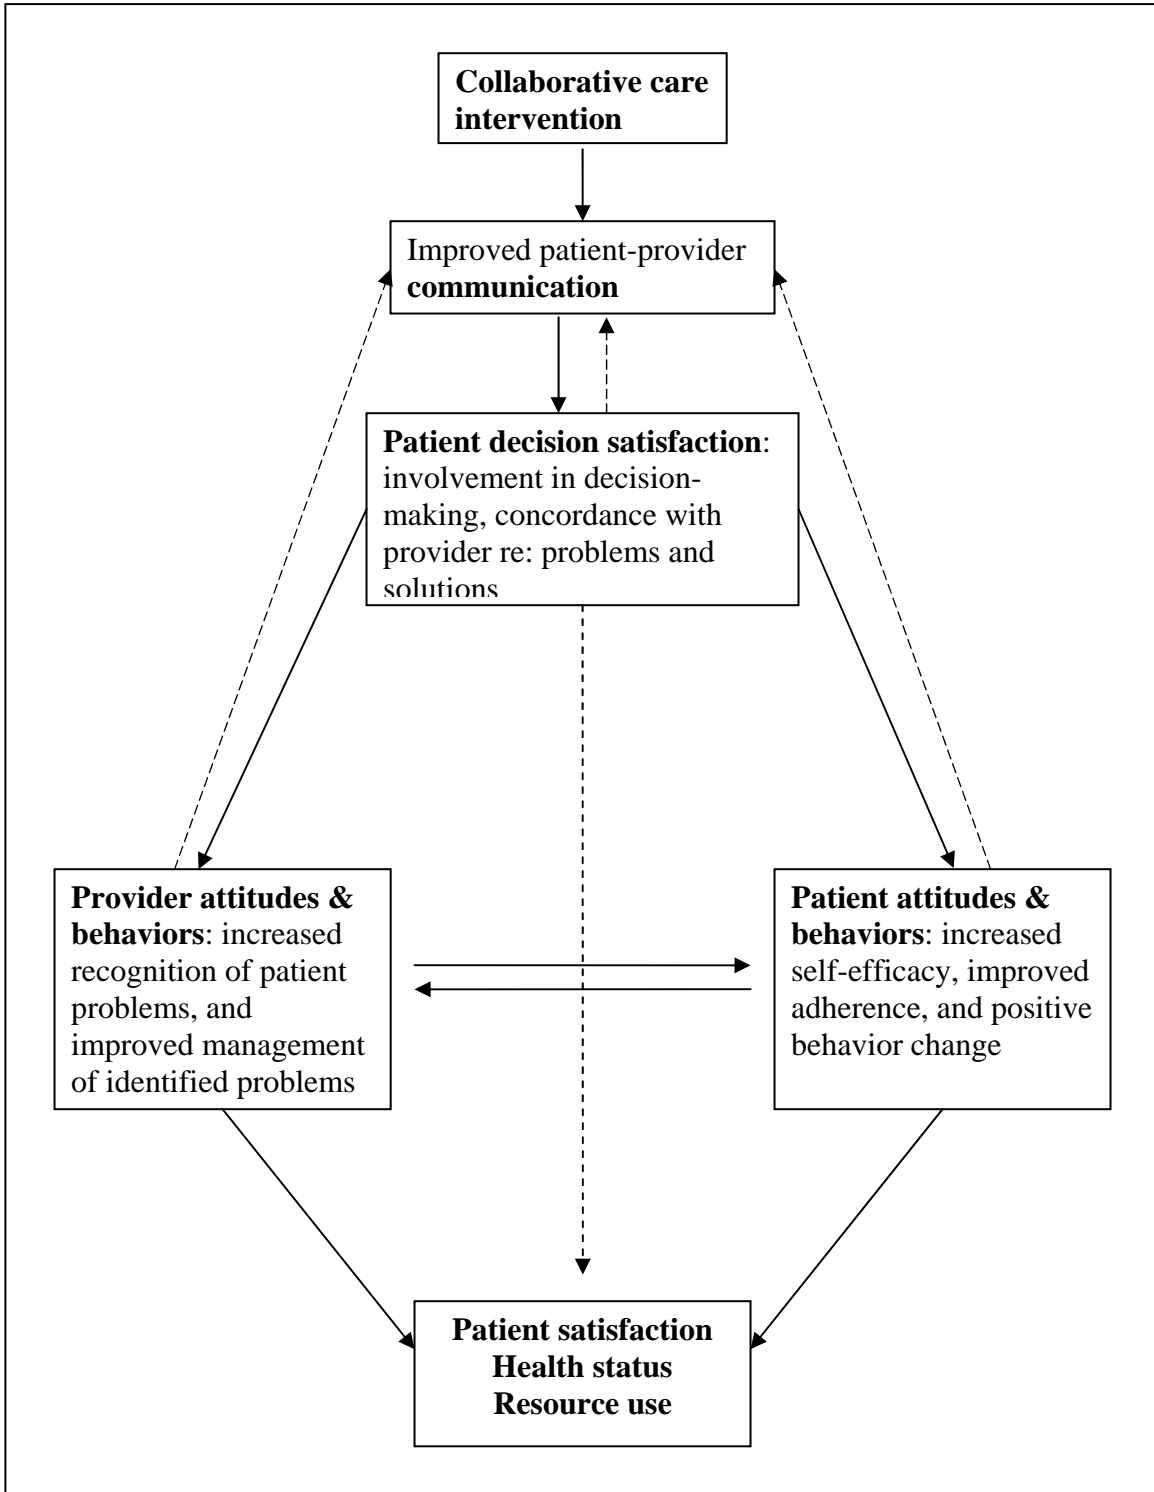 Collaborative care
intervention
Improved patient-provider
communication
Patient decision satisfaction:
involvement in decision-
making, concordance with
provider re: problems and
solutions
Provider attitudes &
behaviors: increased
recognition of patient
problems, and
improved management
of identified problems
Patient attitudes &
behaviors: increased
self-efficacy, improved
adherence, and positive
behavior change
Patient satisfaction
Health status
Resource use